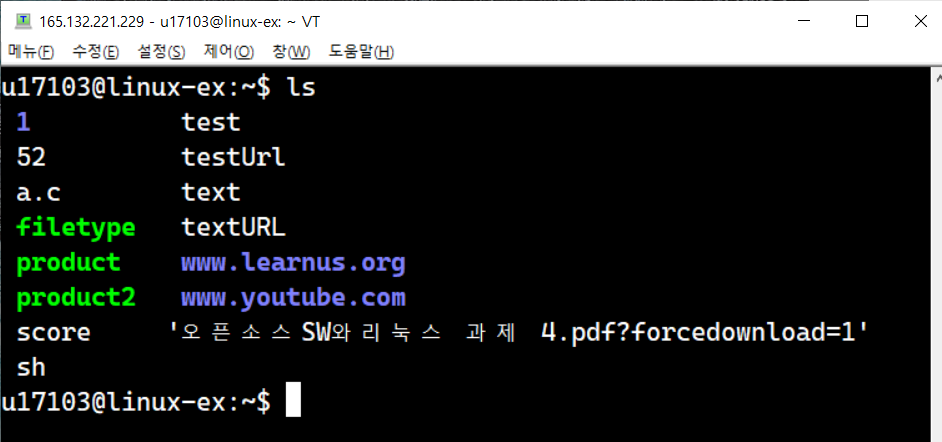 165.132.221.229 - u17103@linux-ex: ~ VT
메뉴(F) 수정(E) 설정(S) 제어(O) 창(W) 도움말(H)
u17103@linux-ex:~$ ls
1 test
52 testUrl
a.c text
filetype textURL
product www.learnus.org
product2 www.youtube.com
score '오픈소스SW와리눅스 과제 4.pdf?forcedownload=1'
sh
u17103@linux-ex:~$